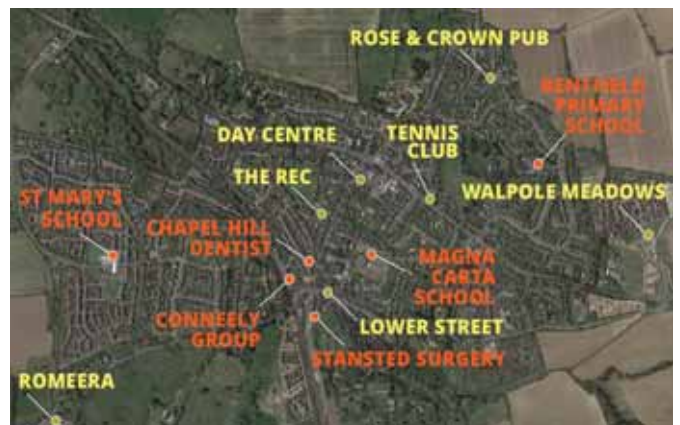 ROSE & CROWN PUB
BENTFIELD
PRIMARY
SCHOOL
DAY CENTRE
TENNIS
CLUB
THE REC
WALPOLE MEADOWS
ST MARY'S
SCHOOL
CHAPEL HILL
DENTIST
MAGNA
CARTA
SCHOOL
CONNEELY
GROUP
LOWER STREET
STANSTED SURGERY
ROMEERA